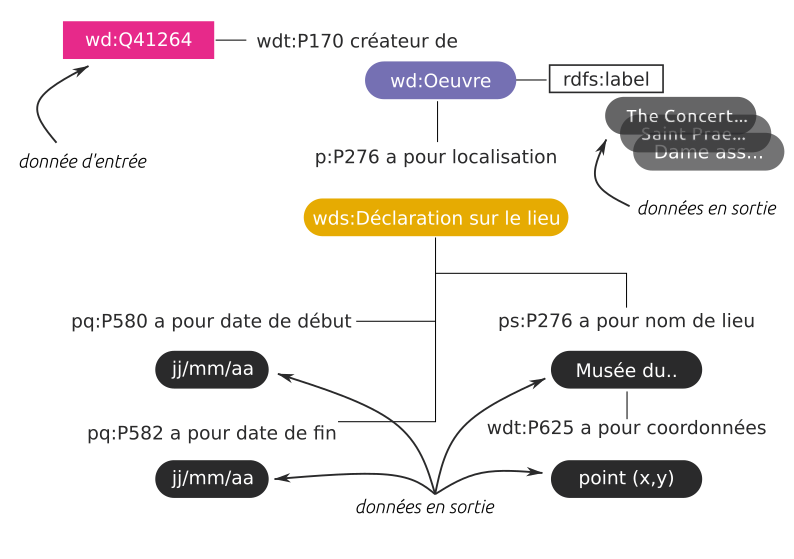 wd:Q41264
wdt:P170 créateur de
wd:Oeuvre
rdfs:label
The Concert...
Saint Prae...
Dame ass...
donnée d'entrée
p:P276 a pour localisation
données en sortie
wds:Déclaration sur le lieu
pq:P580 a pour date de début
ps:P276 a pour nom de lieu
jj/mm/aa
Musée du..
pq:P582 a pour date de fin
wdt:P625 a pour coordonnées
jj/mm/aa
point (x,y)
données en sortie